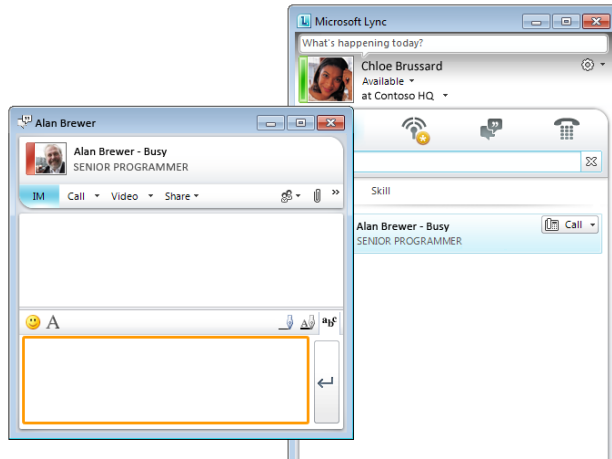 Microsoft Lync
What's happening today?
Chloe Brussard
Available
at Contoso HQ
Skill
Alan Brewer - Busy
SENIOR PROGRAMMER
Call
Alan Brewer
Alan Brewer - Busy
SENIOR PROGRAMMER
IM Call Video Share
A A abc